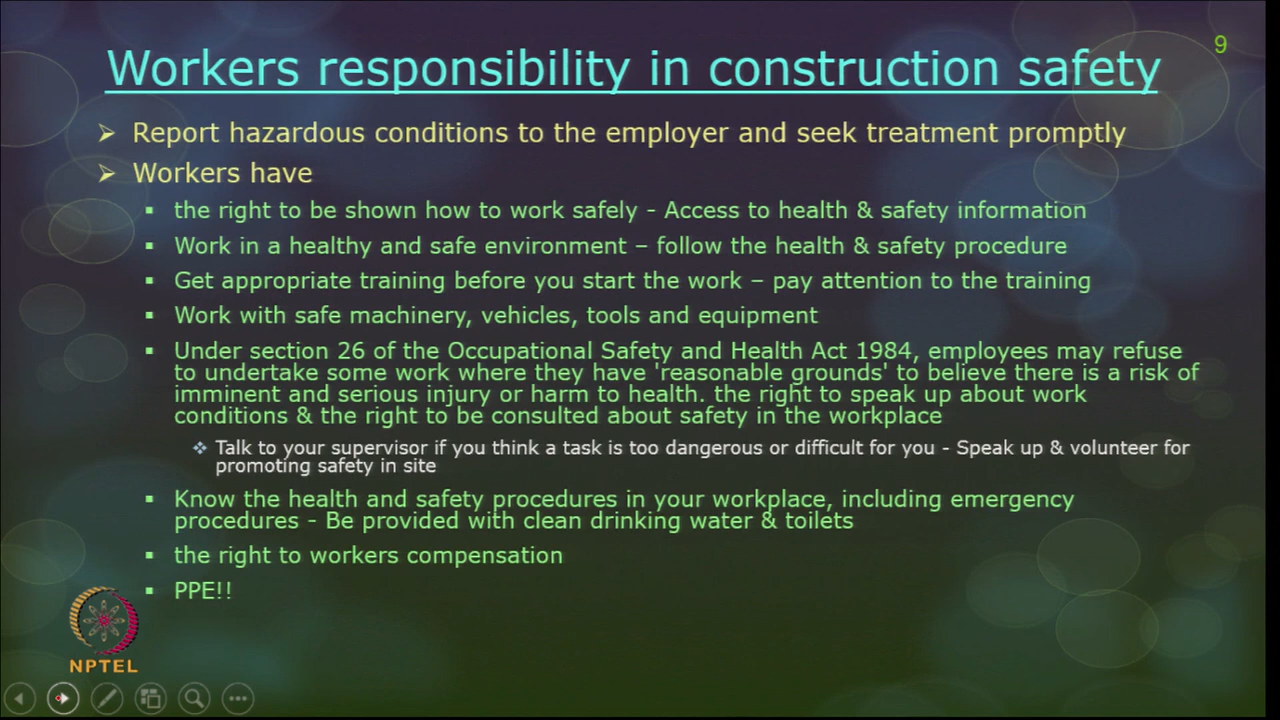 9
Workers responsibility in construction safety
➢ Report hazardous conditions to the employer and seek treatment promptly
➢ Workers have
▪ the right to be shown how to work safely - Access to health & safety information
▪ Work in a healthy and safe environment – follow the health & safety procedure
▪ Get appropriate training before you start the work – pay attention to the training
▪ Work with safe machinery, vehicles, tools and equipment
▪ Under section 26 of the Occupational Safety and Health Act 1984, employees may refuse
to undertake some work where they have 'reasonable grounds' to believe there is a risk of
imminent and serious injury or harm to health. the right to speak up about work
conditions & the right to be consulted about safety in the workplace
❖ Talk to your supervisor if you think a task is too dangerous or difficult for you - Speak up & volunteer for
promoting safety in site
▪ Know the health and safety procedures in your workplace, including emergency
procedures - Be provided with clean drinking water & toilets
▪ the right to workers compensation
▪ PPE!!
NPTEL